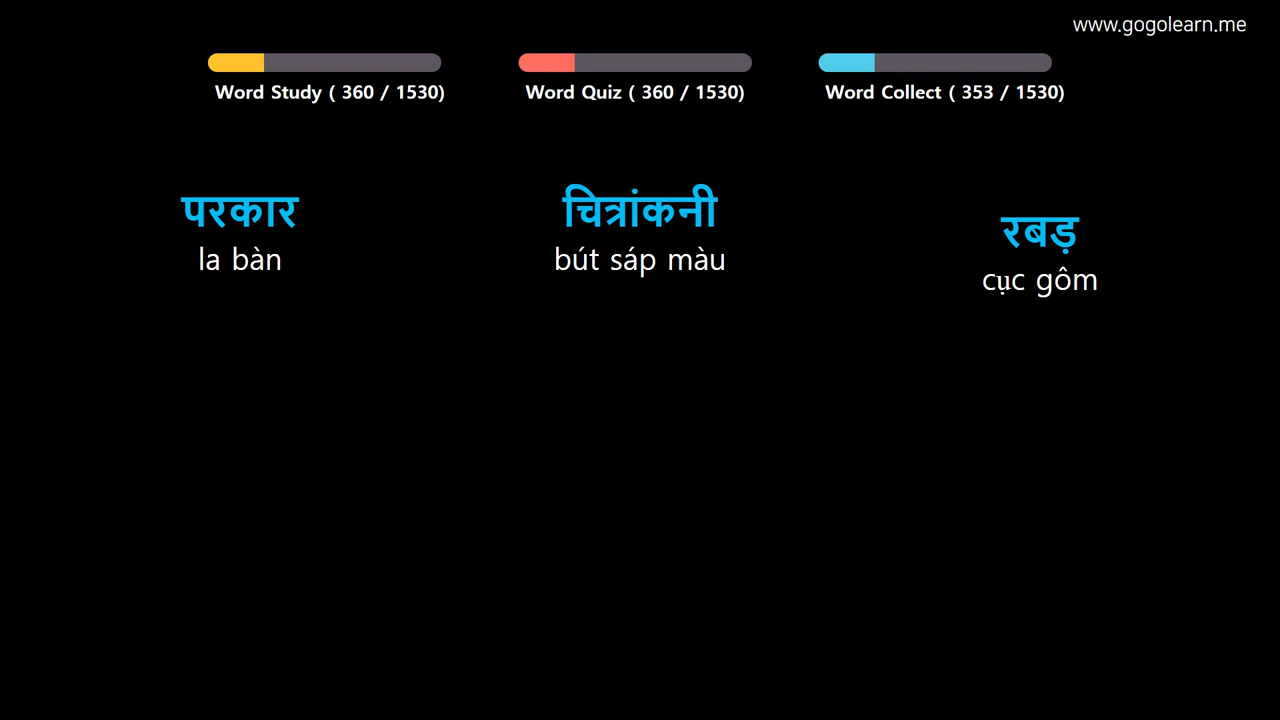 www.gogolearn.me
Word Study ( 360 / 1530)
Word Quiz ( 360 / 1530)
Word Collect ( 353 / 1530)
परकार
la bàn
चित्रांकनी
bút sáp màu
रबड़
cục gôm